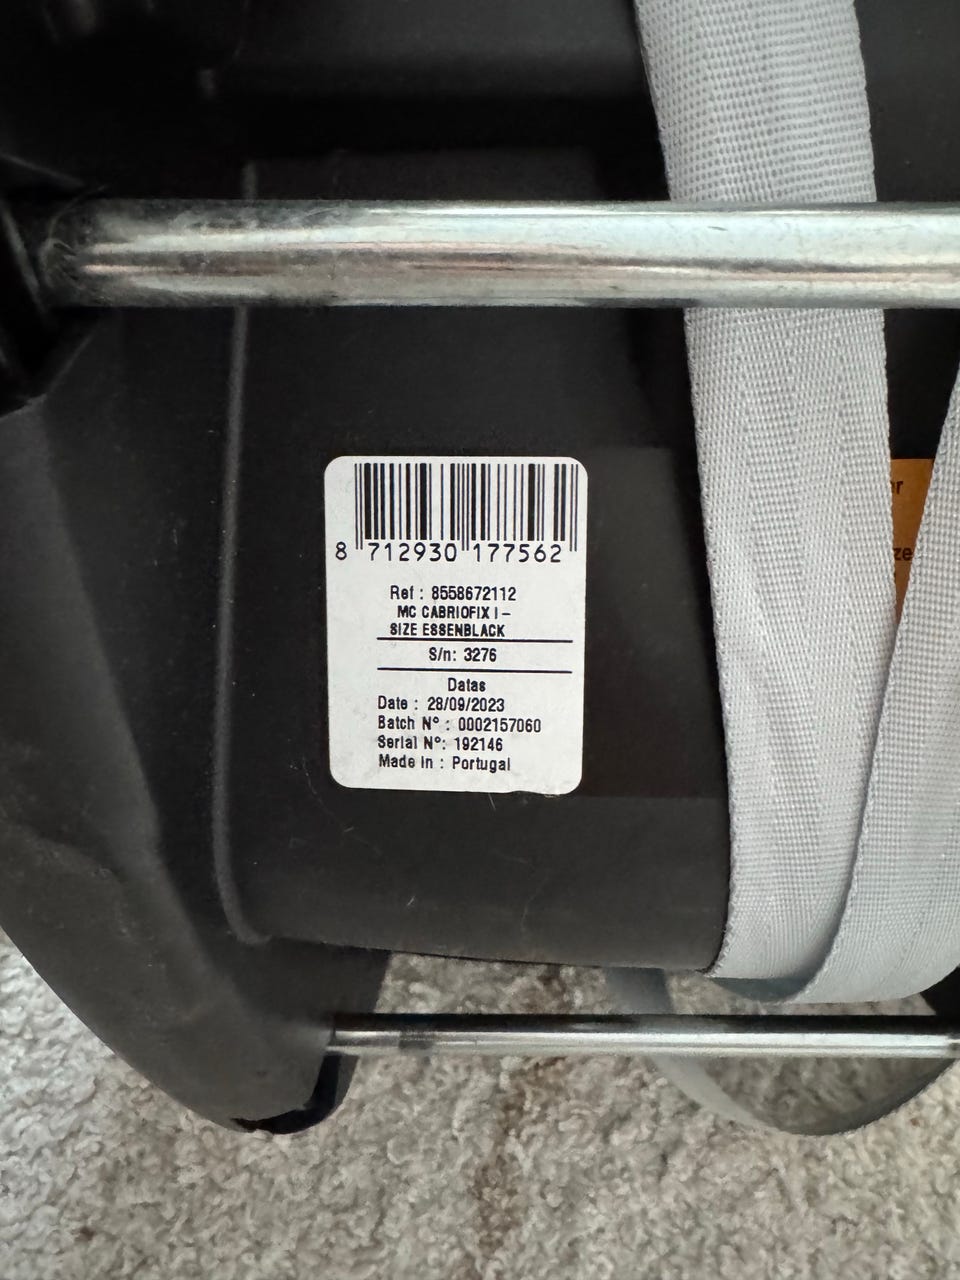 8 712930 177562
Ref : 8558672112
MC CABRIOFIX I -
SIZE ESSENBLACK
S/n: 3276
Datas
Date : 28/09/2023
Batch N° : 0002157060
Serial N°: 192146
Made in : Portugal